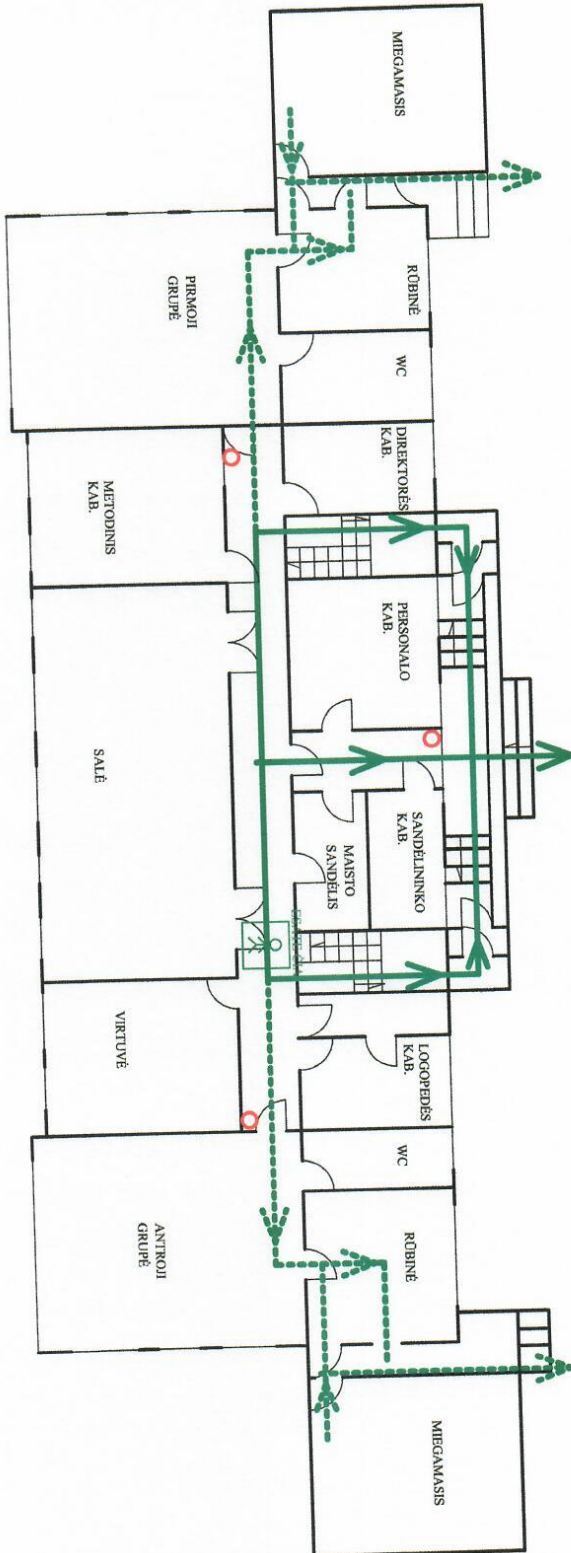 MIEGAMASIS
RŪBINĖ
WC
DIREKTORĖS
KAB.
PIRMOJI
GRUPĖ
METODINIS
KAB.
PERSONALO
KAB.
SALĖ
SANDĖLININKO
KAB.
MAISTO
SANDĖLIS
VIRTUVĖ
LOGOPEDĖS
KAB.
WC
ANTROJI
GRUPĖ
RŪBINĖ
MIEGAMASIS